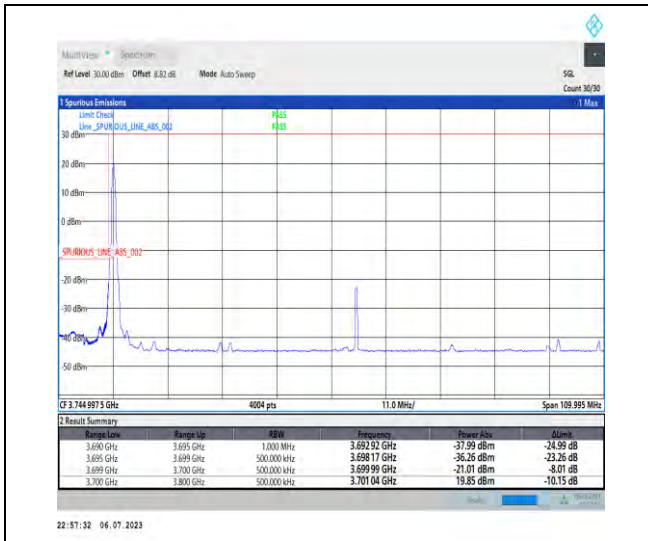 MultiView Spectrum
Ref Level 30.00 dBm Offset 8.82 dB Mode Auto Sweep SGL
Count 30/30
1 Spurious Emissions 1 Max
Limit Check PASS
Line _SPURIOUS_LINE_ABS_002 PASS
30 dBm
20 dBm
10 dBm
0 dBm
SPURIOUS_LINE_ABS_002
-20 dBm
-30 dBm
-40 dBm
-50 dBm
CF 3.744 997 5 GHz 4004 pts 11.0 MHz/ Span 109.995 MHz
2 Result Summary
Range Low Range Up RBW Frequency Power Abs ΔLimit
3.690 GHz 3.695 GHz 1.000 MHz 3.692 92 GHz -37.99 dBm -24.99 dB
3.695 GHz 3.699 GHz 500.000 kHz 3.698 17 GHz -36.26 dBm -23.26 dB
3.699 GHz 3.700 GHz 500.000 kHz 3.699 99 GHz -21.01 dBm -8.01 dB
3.700 GHz 3.800 GHz 500.000 kHz 3.701 04 GHz 19.85 dBm -10.15 dB
Ready
22:57:32 06.07.2023